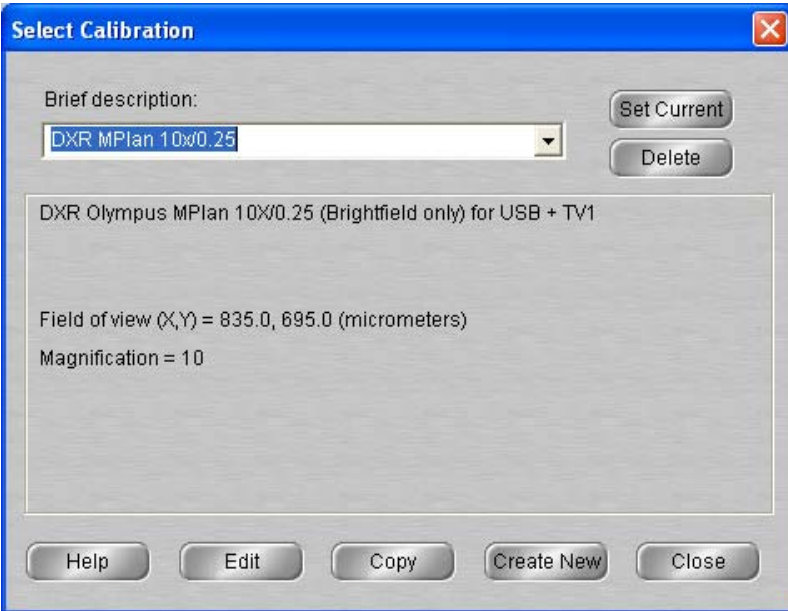 Select Calibration
Brief description:
Set Current
DXR MPlan 10x/0.25
Delete
DXR Olympus MPlan 10X/0.25 (Brightfield only) for USB + TV1
Field of view (X,Y) = 835.0, 695.0 (micrometers)
Magnification = 10
Help Edit Copy Create New Close